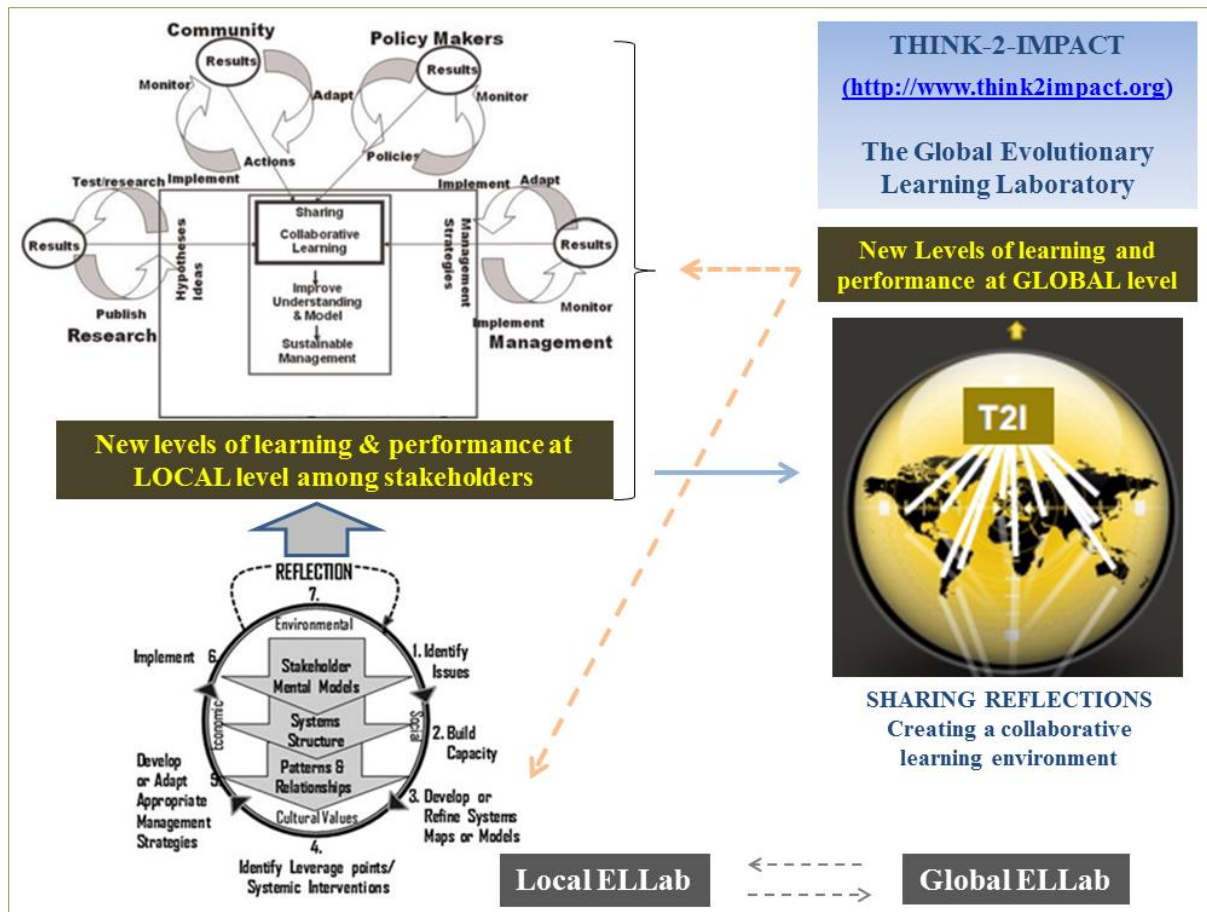 Community
Policy Makers
Results
Results
Monitor
Adapt
Monitor
Actions
Policies
Implement
Implement
Adapt
Test/research
Results
Hypotheses
Ideas
Sharing
Collaborative
Learning
Improve
Understanding
& Model
Sustainable
Management
Management
Strategies
Results
Publish
Research
Monitor
Implement
Management
New levels of learning & performance at
LOCAL level among stakeholders
REFLECTION
7.
Environmental
Stakeholder
Mental Models
Systems
Structure
Patterns &
Relationships
Cultural Values
Economic
Social
1. Identify
Issues
2. Build
Capacity
3. Develop or
Refine Systems
Maps or Models
4.
Identify Leverage points/
Systemic Interventions
5.
Develop
or Adapt
Appropriate
Management
Strategies
Implement 6.
THINK-2-IMPACT
(http://www.think2impact.org)
The Global Evolutionary
Learning Laboratory
New Levels of learning and
performance at GLOBAL level
T2I
SHARING REFLECTIONS
Creating a collaborative
learning environment
Local ELLab
Global ELLab